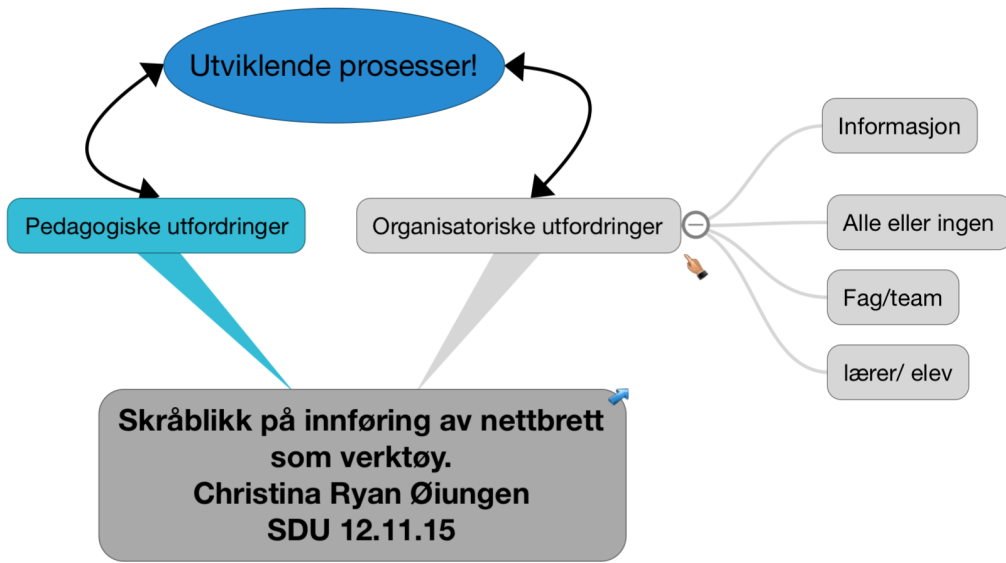 Utviklende prosesser!
Pedagogiske utfordringer
Organisatoriske utfordringer
Informasjon
Alle eller ingen
Fag/team
lærer/ elev
Skråblikk på innføring av nettbrett
som verktøy.
Christina Ryan Øiungen
SDU 12.11.15